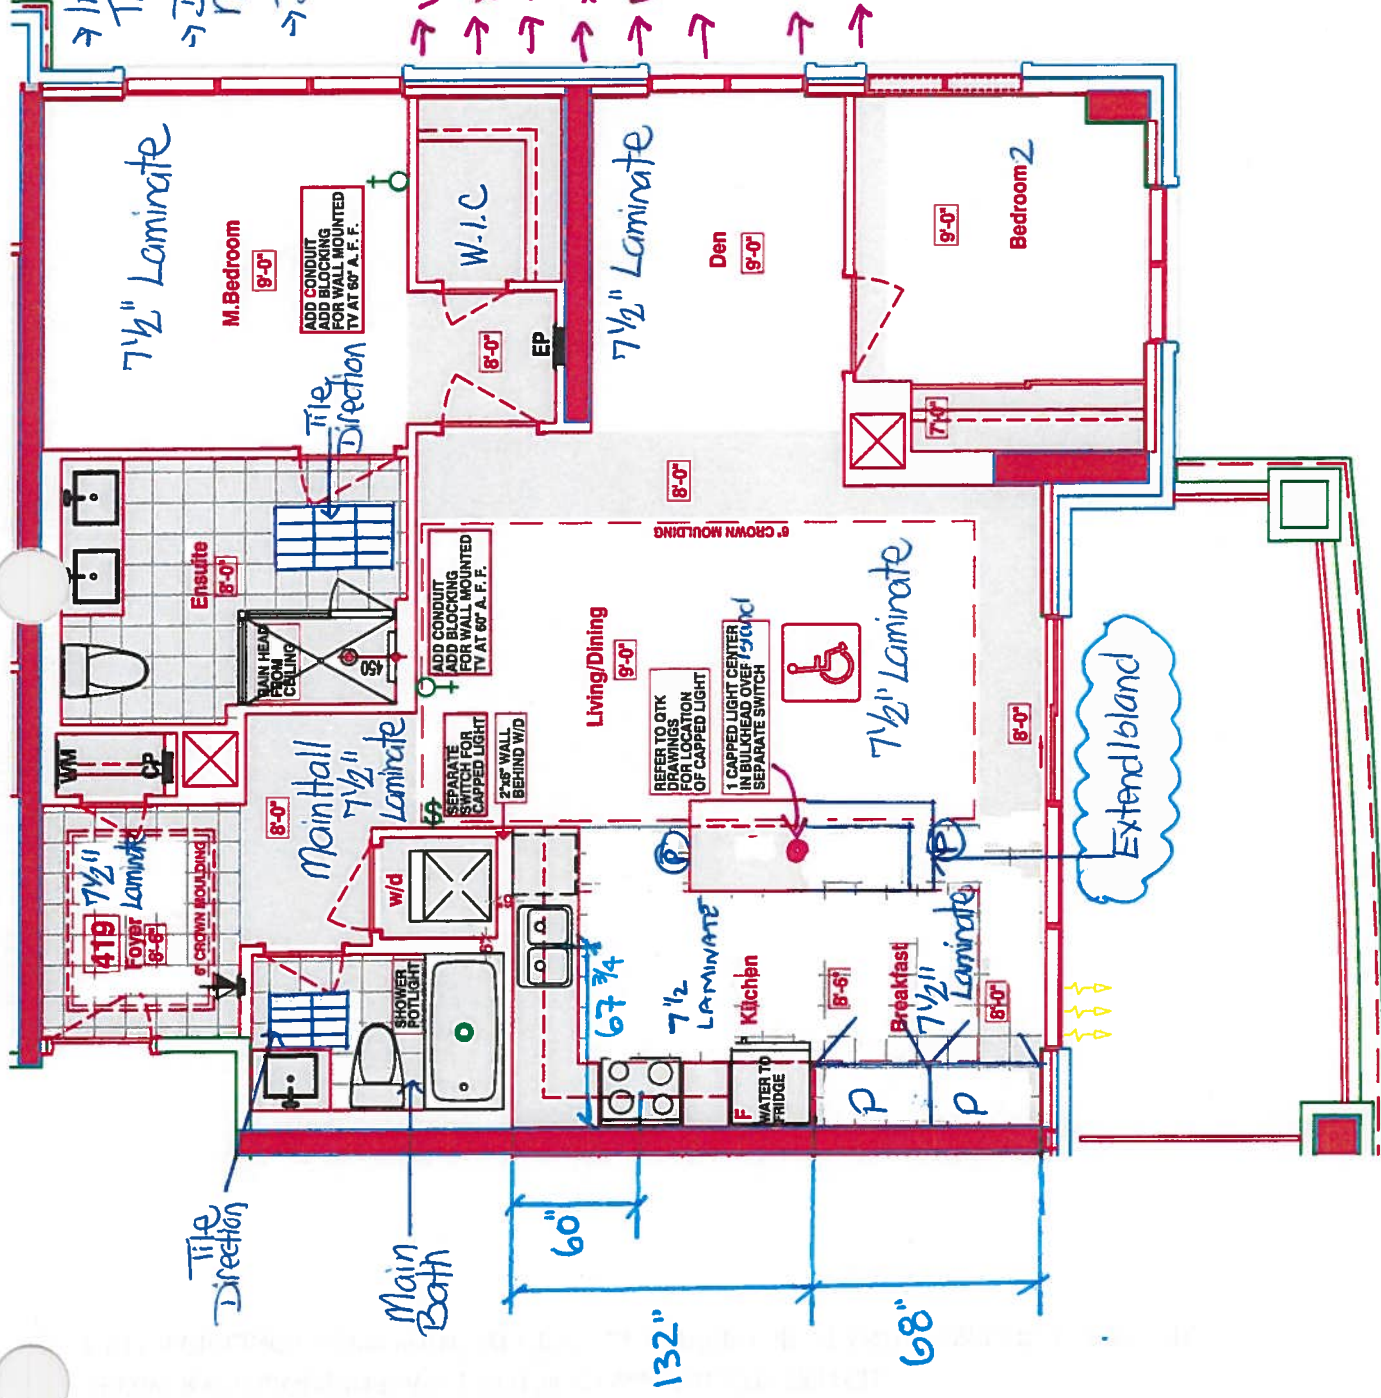 7½" Laminate
M.Bedroom
9'-0"
ADD CONDUIT
ADD BLOCKING
FOR WALL MOUNTED
TV AT 60" A. F. F.
W-I.C
8'-0"
EP
7½" Laminate
Den
9'-0"
9'-0"
Bedroom 2
7'-0"
Tile
Direction
Ensuite
8'-0"
RAIN HEAD
FROM
CEILING
450
ADD CONDUIT
ADD BLOCKING
FOR WALL MOUNTED
TV AT 60" A. F. F.
8'-0"
6" CROWN MOULDING
Living/Dining
9'-0"
REFER TO QTK
DRAWINGS
FOR LOCATION
OF CAPPED LIGHT
1 CAPPED LIGHT CENTER
IN BULKHEAD OVER Island
SEPARATE SWITCH
7½" Laminate
8'-0"
WM
CP
Main Hall
7½"
Laminate
8'-0"
SEPARATE
SWITCH FOR
CAPPED LIGHT
$
2"x6" WALL
BEHIND W/D
419
Foyer
8'-6"
7½"
Laminate
6" CROWN MOULDING
w/d
SHOWER
POTLIGHT
67 ¾"
7½
LAMINATE
Kitchen
8'-6"
Breakfast
7½"
Laminate
8'-0"
P
P
Extend Island
F
WATER TO
FRIDGE
P
P
Tile
Direction
Main
Bath
60"
132"
68"